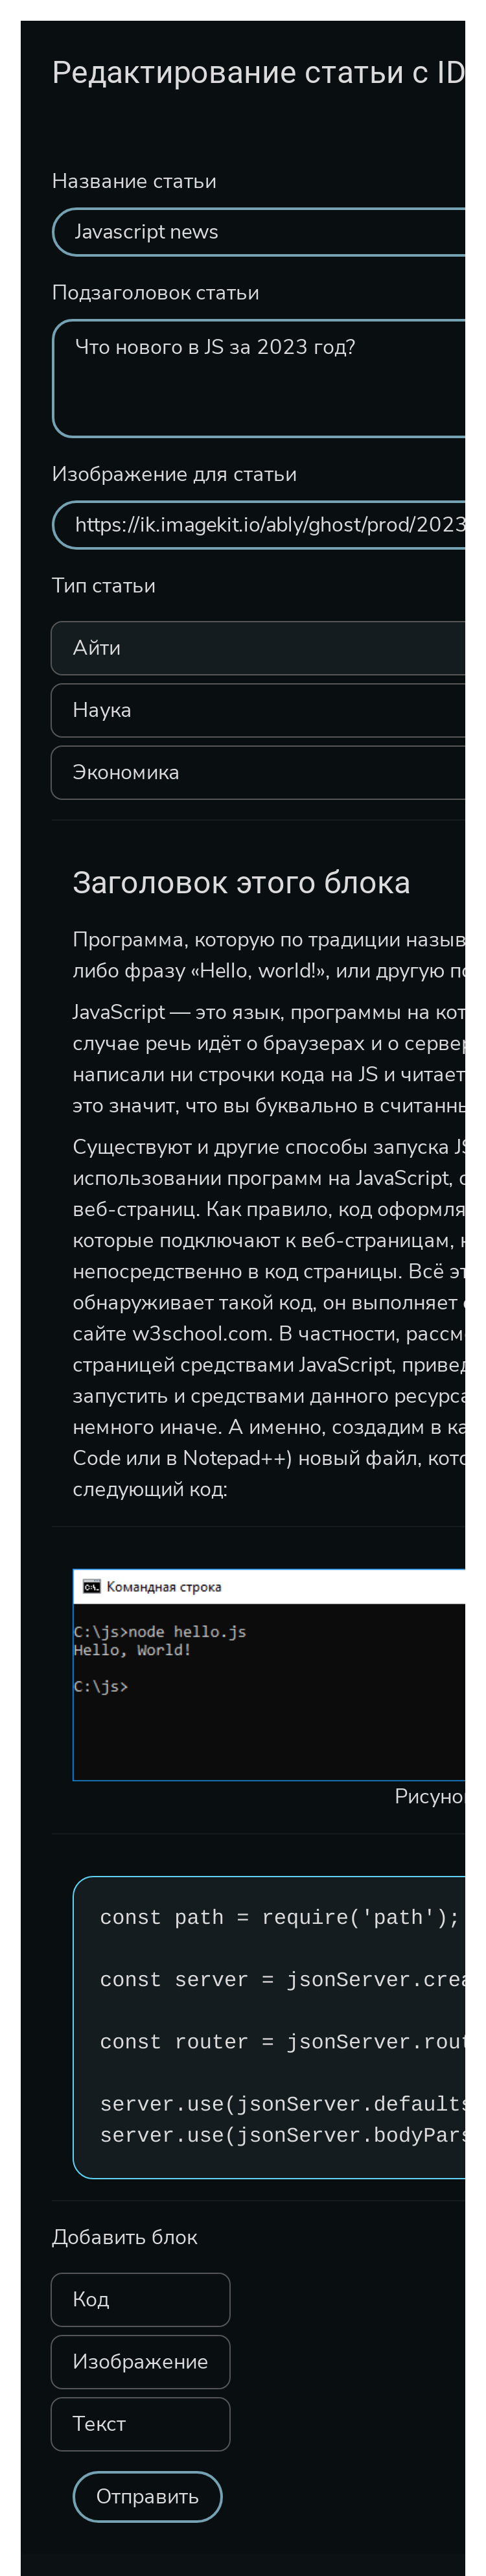 Редактирование статьи с ID
Название статьи
Javascript news
Подзаголовок статьи
Что нового в JS за 2023 год?
Изображение для статьи
https://ik.imagekit.io/ably/ghost/prod/2023
Тип статьи
Айти
Наука
Экономика
Заголовок этого блока
Программа, которую по традиции назыв
либо фразу «Hello, world!», или другую по
JavaScript — это язык, программы на кот
случае речь идёт о браузерах и о сервер
написали ни строчки кода на JS и читает
это значит, что вы буквально в считанны
Существуют и другие способы запуска JS
использовании программ на JavaScript, о
веб-страниц. Как правило, код оформля
которые подключают к веб-страницам,
непосредственно в код страницы. Всё эт
обнаруживает такой код, он выполняет
сайте w3school.com. В частности, рассм
страницей средствами JavaScript, привед
запустить и средствами данного ресурса
немного иначе. А именно, создадим в ка
Code или в Notepad++) новый файл, кото
следующий код:
Командная строка
C:\js>node hello.js
Hello, World!
C:\js>
Рисуно
const path = require('path');
const server = jsonServer.crea
const router = jsonServer.rout
server.use(jsonServer.defaults
server.use(jsonServer.bodyPars
Добавить блок
Код
Изображение
Текст
Отправить